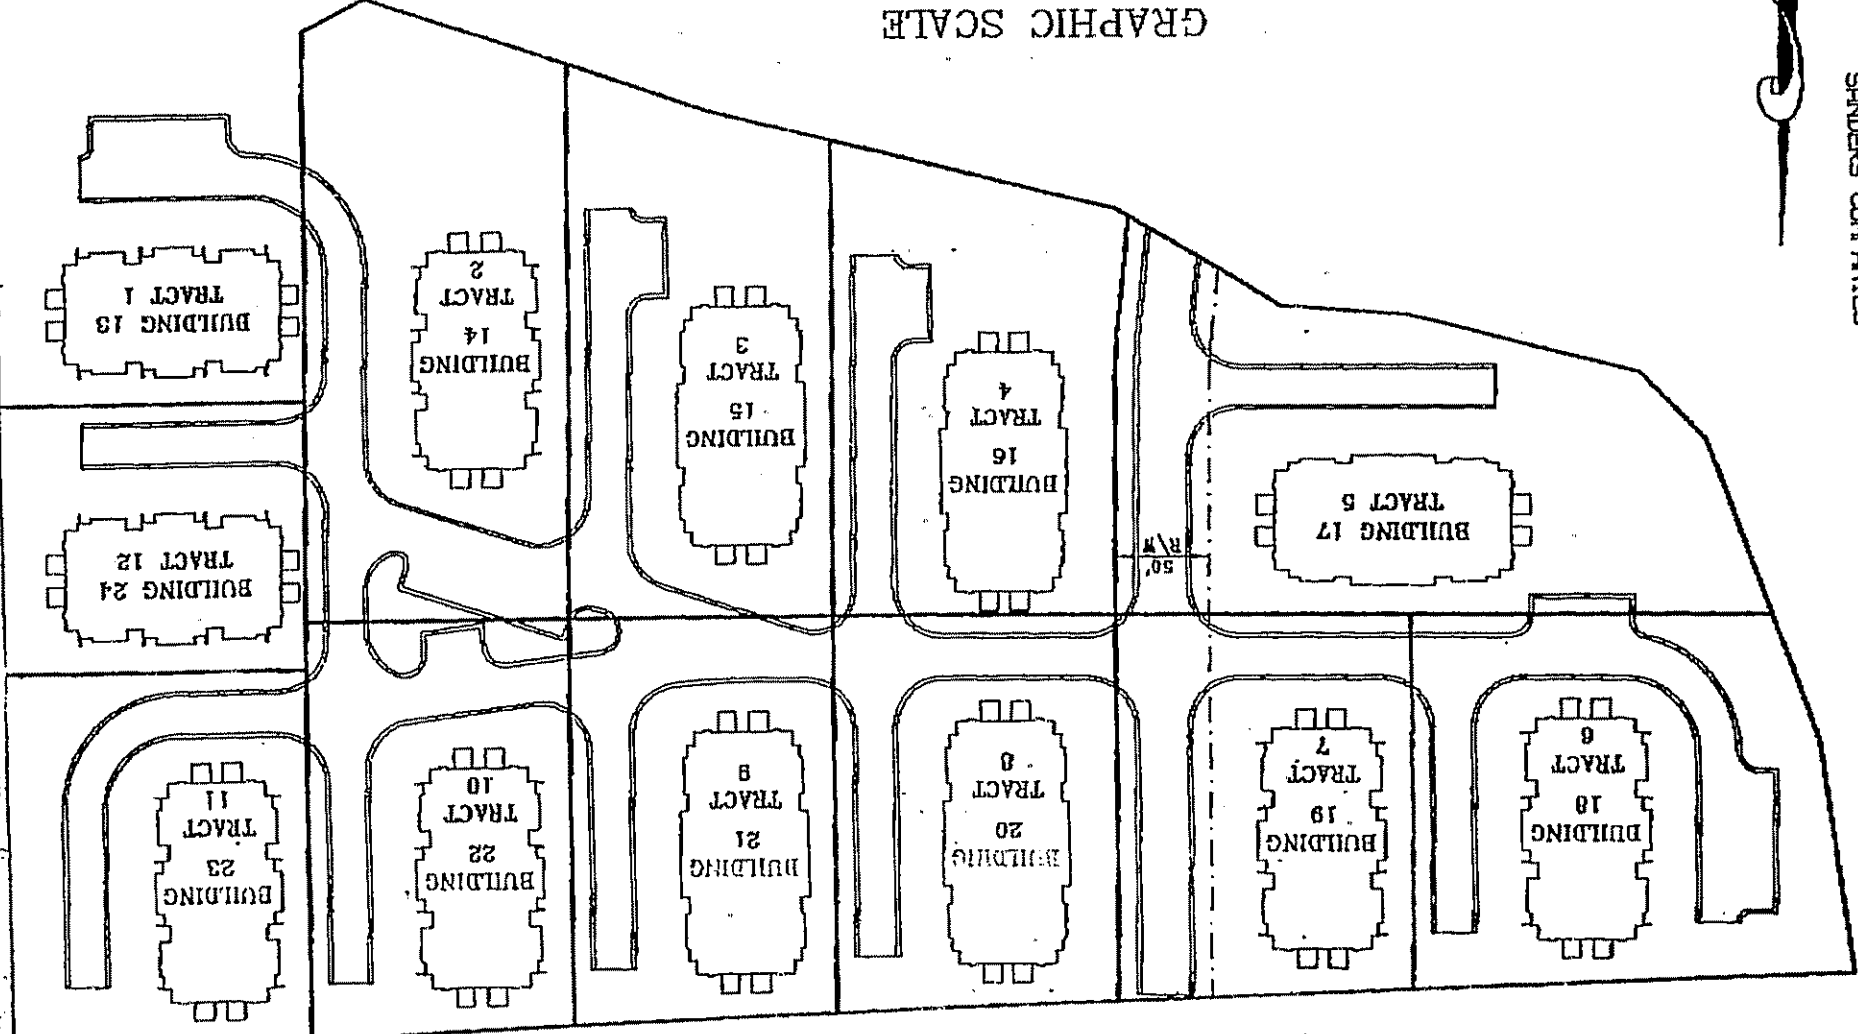 BUILDING
18
TRACT
6
BUILDING
19
TRACT
7
BUILDING
20
TRACT
8
BUILDING
21
TRACT
9
BUILDING
22
TRACT
10
BUILDING
23
TRACT
11
BUILDING 17
TRACT 5
50'
R/W
BUILDING
16
TRACT
4
BUILDING
15
TRACT
3
BUILDING
14
TRACT
2
BUILDING 24
TRACT 12
BUILDING 13
TRACT 1
GRAPHIC SCALE